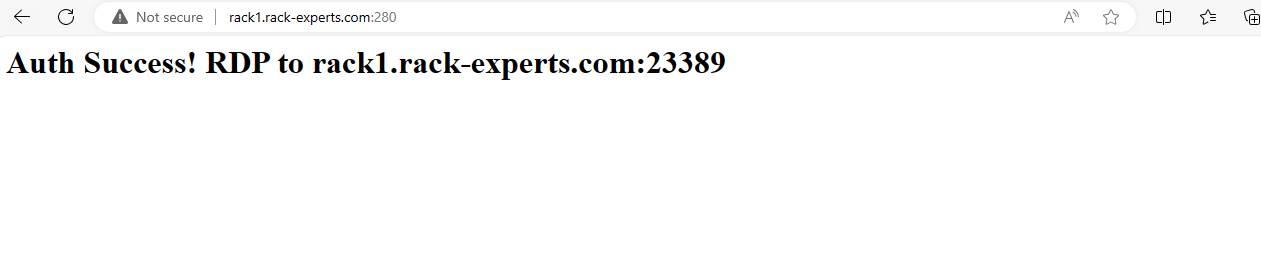 Not secure | rack1.rack-experts.com:280
Auth Success! RDP to rack1.rack-experts.com:23389